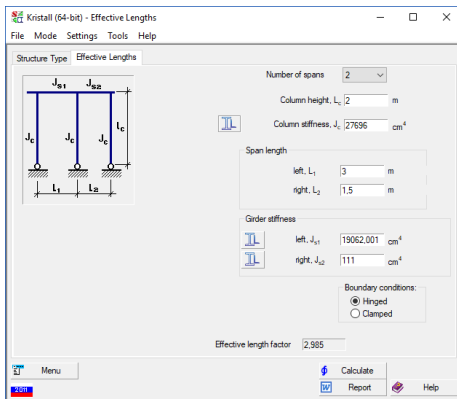 Kristall (64-bit) - Effective Lengths
File Mode Settings Tools Help
Structure Type Effective Lengths
Number of spans 2
Column height, Lc 2 m
Column stiffness, Jc 27696 cm4
Span length
left, L1 3 m
right, L2 1,5 m
Girder stiffness
left, Js1 19062,001 cm4
right, Js2 111 cm4
Boundary conditions:
Hinged
Clamped
Effective length factor 2,985
Js1 Js2
Jc Jc Jc lc
l1 l2
Menu Calculate
Report Help
2011